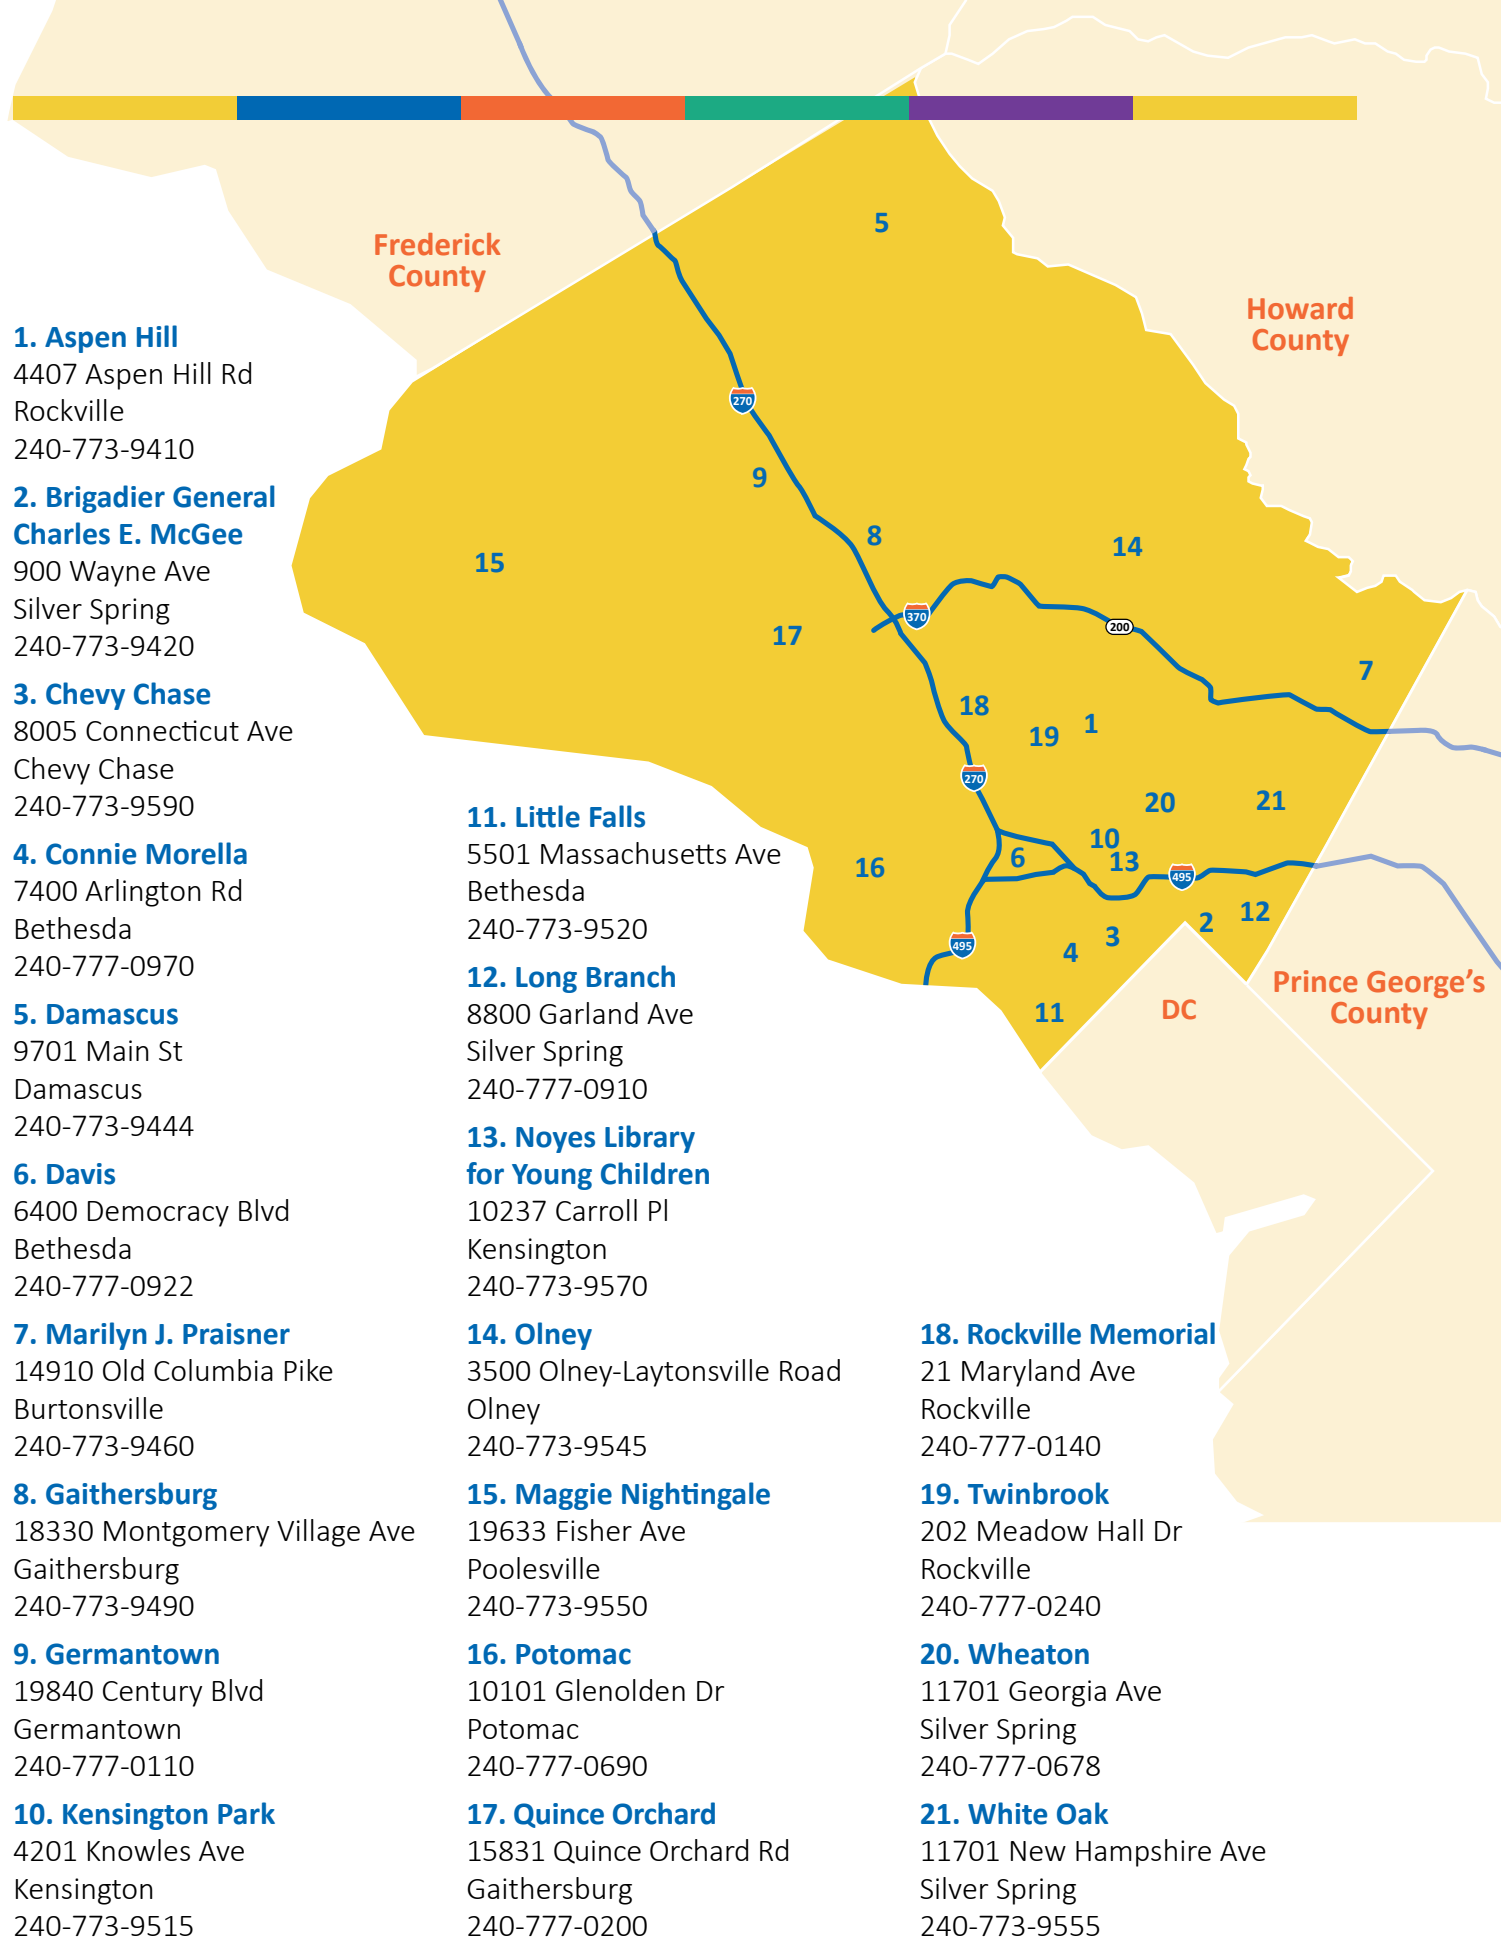 Frederick
County
Howard
County
Prince George's
County
DC
5
9
8
15
14
17
7
18
1
19
20
21
10
6
13
16
2
12
3
4
11
270
370
200
270
495
495
1. Aspen Hill
4407 Aspen Hill Rd
Rockville
240-773-9410
2. Brigadier General
Charles E. McGee
900 Wayne Ave
Silver Spring
240-773-9420
3. Chevy Chase
8005 Connecticut Ave
Chevy Chase
240-773-9590
4. Connie Morella
7400 Arlington Rd
Bethesda
240-777-0970
5. Damascus
9701 Main St
Damascus
240-773-9444
6. Davis
6400 Democracy Blvd
Bethesda
240-777-0922
7. Marilyn J. Praisner
14910 Old Columbia Pike
Burtonsville
240-773-9460
8. Gaithersburg
18330 Montgomery Village Ave
Gaithersburg
240-773-9490
9. Germantown
19840 Century Blvd
Germantown
240-777-0110
10. Kensington Park
4201 Knowles Ave
Kensington
240-773-9515
11. Little Falls
5501 Massachusetts Ave
Bethesda
240-773-9520
12. Long Branch
8800 Garland Ave
Silver Spring
240-777-0910
13. Noyes Library
for Young Children
10237 Carroll Pl
Kensington
240-773-9570
14. Olney
3500 Olney-Laytonsville Road
Olney
240-773-9545
15. Maggie Nightingale
19633 Fisher Ave
Poolesville
240-773-9550
16. Potomac
10101 Glenolden Dr
Potomac
240-777-0690
17. Quince Orchard
15831 Quince Orchard Rd
Gaithersburg
240-777-0200
18. Rockville Memorial
21 Maryland Ave
Rockville
240-777-0140
19. Twinbrook
202 Meadow Hall Dr
Rockville
240-777-0240
20. Wheaton
11701 Georgia Ave
Silver Spring
240-777-0678
21. White Oak
11701 New Hampshire Ave
Silver Spring
240-773-9555